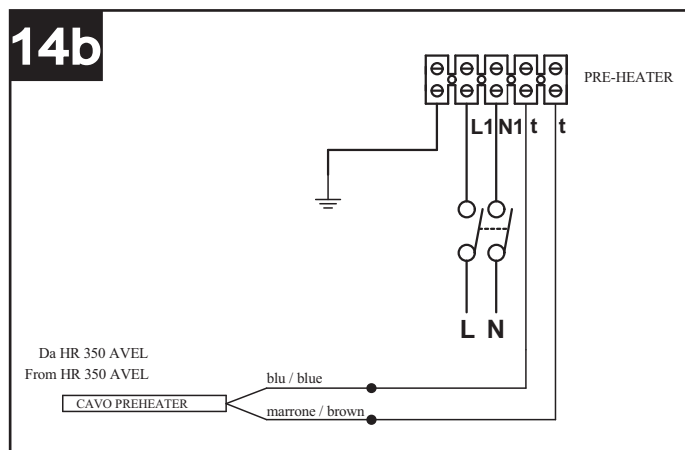 14b
PRE-HEATER
L1 N1 t t
L N
Da HR 350 AVEL
From HR 350 AVEL
blu / blue
CAVO PREHEATER
marrone / brown